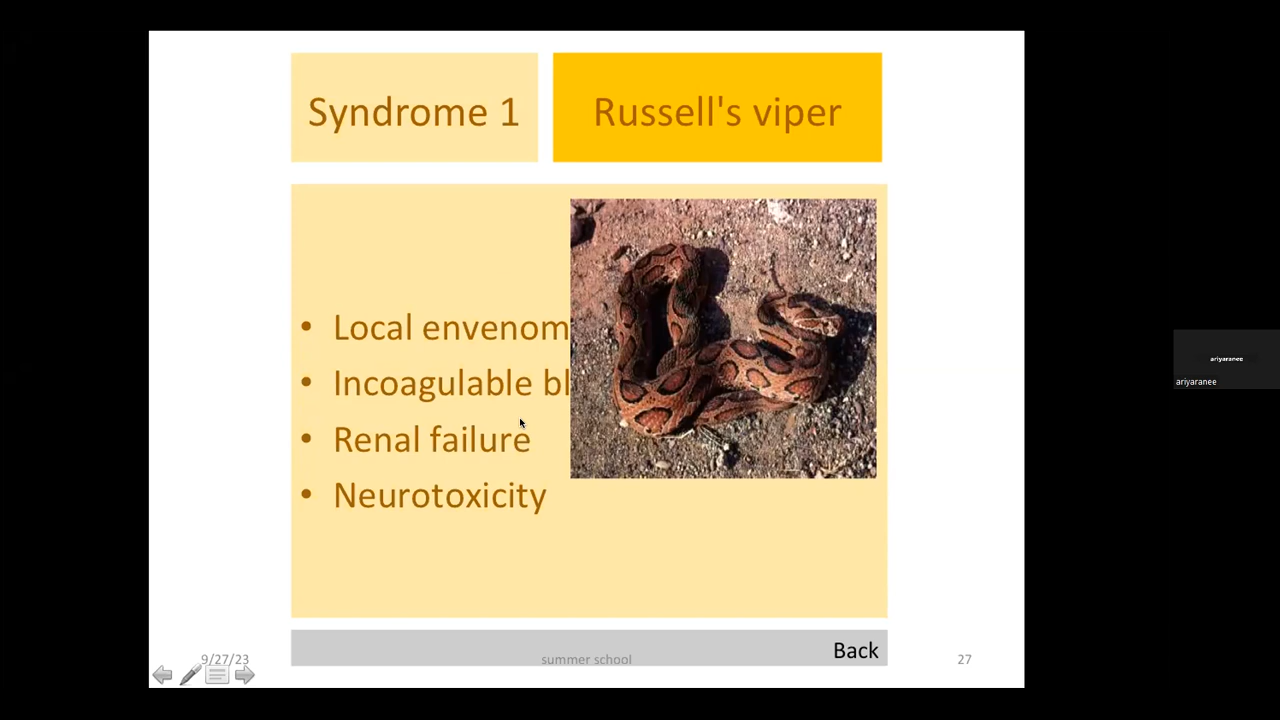 Syndrome 1
Russell's viper
• Local envenom
• Incoagulable bl
• Renal failure
• Neurotoxicity
Back
9/27/23
summer school
27
ariyaranee
ariyaranee